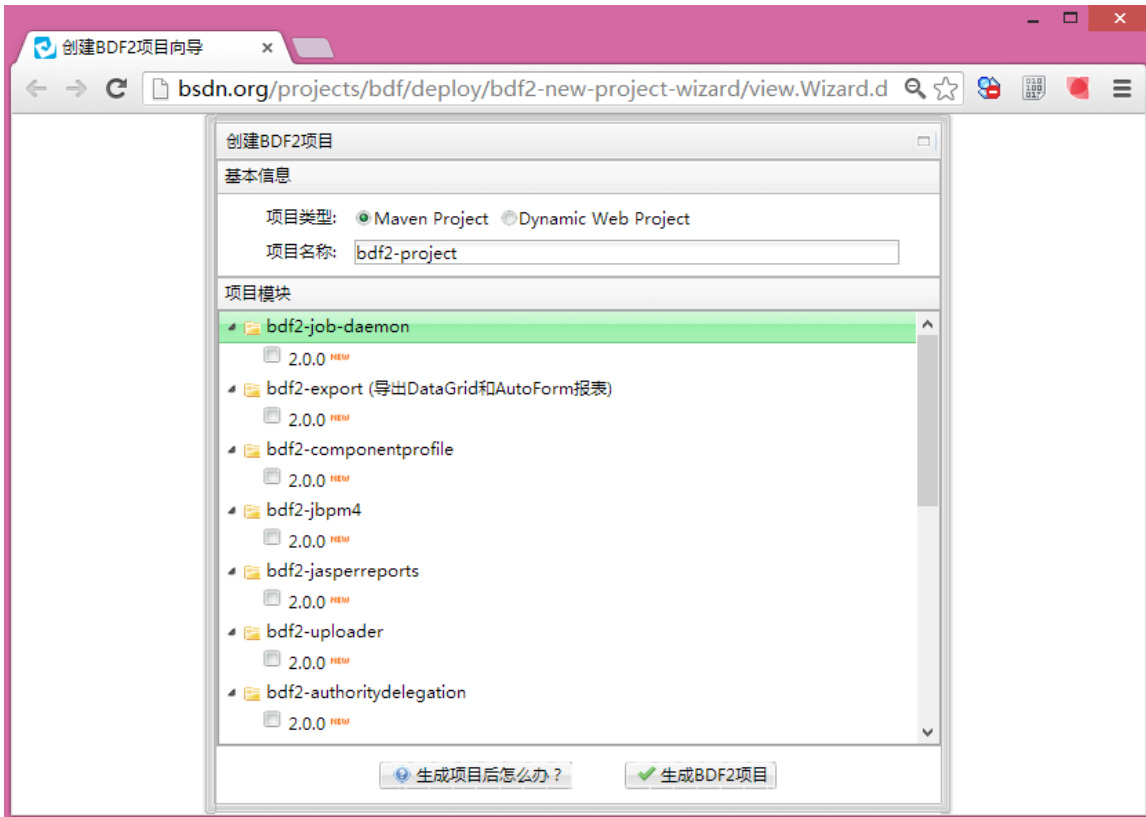 创建BDF2项目向导
bsdn.org/projects/bdf/deploy/bdf2-new-project-wizard/view.Wizard.d
创建BDF2项目
基本信息
项目类型: Maven Project Dynamic Web Project
项目名称: bdf2-project
项目模块
bdf2-job-daemon
2.0.0 NEW
bdf2-export (导出DataGrid和AutoForm报表)
2.0.0 NEW
bdf2-componentprofile
2.0.0 NEW
bdf2-jbpm4
2.0.0 NEW
bdf2-jasperreports
2.0.0 NEW
bdf2-uploader
2.0.0 NEW
bdf2-authoritydelegation
2.0.0 NEW
生成项目后怎么办？ 生成BDF2项目